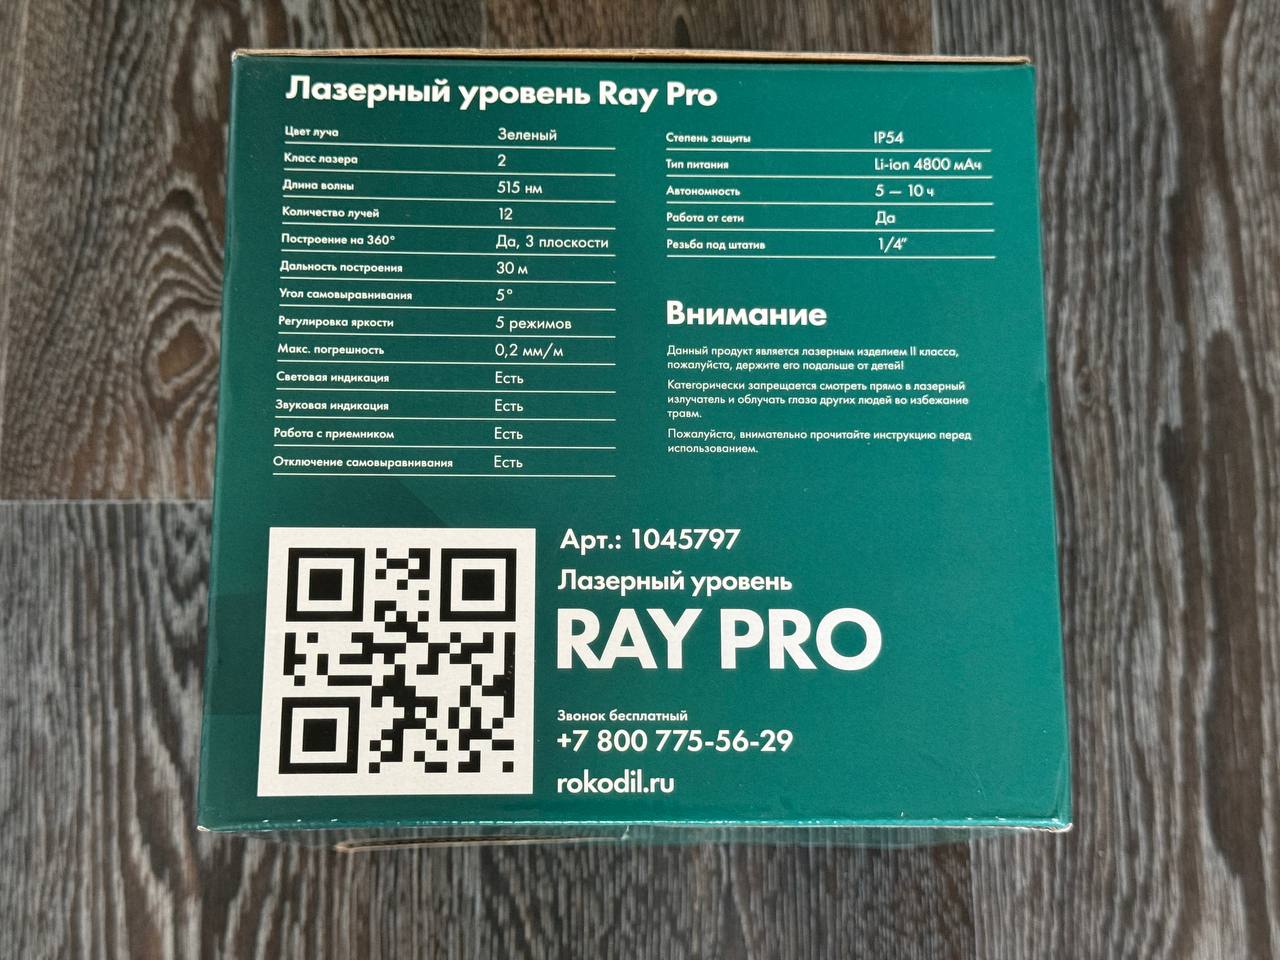 Лазерный уровень Ray Pro
Цвет луча Зеленый
Класс лазера 2
Длина волны 515 нм
Количество лучей 12
Построение на 360° Да, 3 плоскости
Дальность построения 30 м
Угол самовыравнивания 5°
Регулировка яркости 5 режимов
Макс. погрешность 0,2 мм/м
Световая индикация Есть
Звуковая индикация Есть
Работа с приемником Есть
Отключение самовыравнивания Есть
Степень защиты IP54
Тип питания Li-ion 4800 мАч
Автономность 5 — 10 ч
Работа от сети Да
Резьба под штатив 1/4″
Внимание
Данный продукт является лазерным изделием II класса,
пожалуйста, держите его подальше от детей!
Категорически запрещается смотреть прямо в лазерный
излучатель и облучать глаза других людей во избежание
травм.
Пожалуйста, внимательно прочитайте инструкцию перед
использованием.
Арт.: 1045797
Лазерный уровень
RAY PRO
Звонок бесплатный
+7 800 775-56-29
rokodil.ru